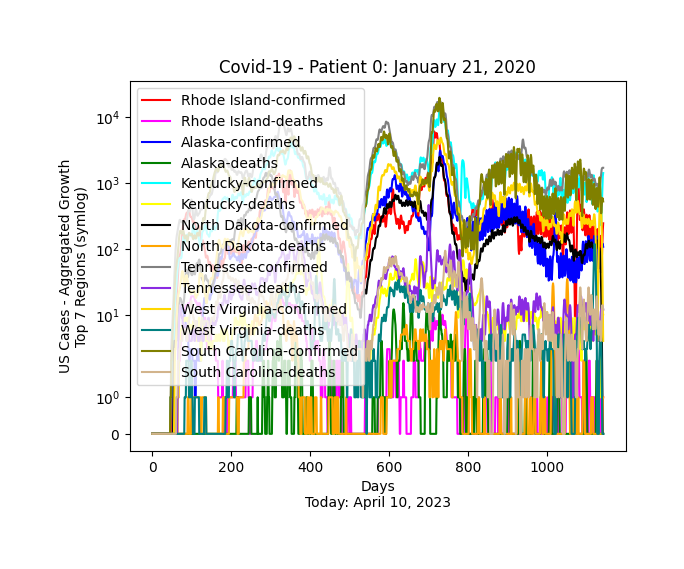 Covid-19 - Patient 0: January 21, 2020
US Cases - Aggregated Growth
Top 7 Regions (symlog)
10^4
10^3
10^2
10^1
10^0
0
Rhode Island-confirmed
Rhode Island-deaths
Alaska-confirmed
Alaska-deaths
Kentucky-confirmed
Kentucky-deaths
North Dakota-confirmed
North Dakota-deaths
Tennessee-confirmed
Tennessee-deaths
West Virginia-confirmed
West Virginia-deaths
South Carolina-confirmed
South Carolina-deaths
0 200 400 600 800 1000
Days
Today: April 10, 2023